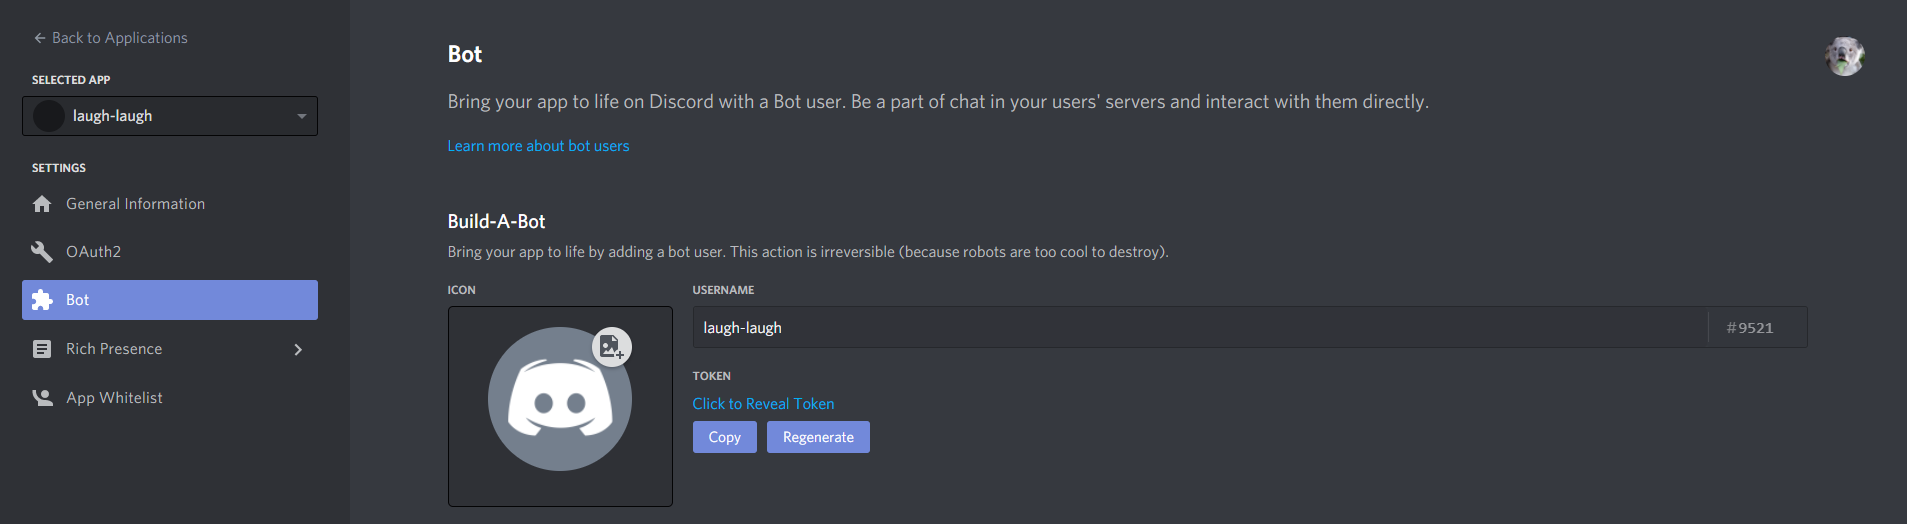 Back to Applications
SELECTED APP
laugh-laugh
SETTINGS
General Information
OAuth2
Bot
Rich Presence
App Whitelist
Bot
Bring your app to life on Discord with a Bot user. Be a part of chat in your users' servers and interact with them directly.
Learn more about bot users
Build-A-Bot
Bring your app to life by adding a bot user. This action is irreversible (because robots are too cool to destroy).
ICON
USERNAME
laugh-laugh
#9521
TOKEN
Click to Reveal Token
Copy
Regenerate